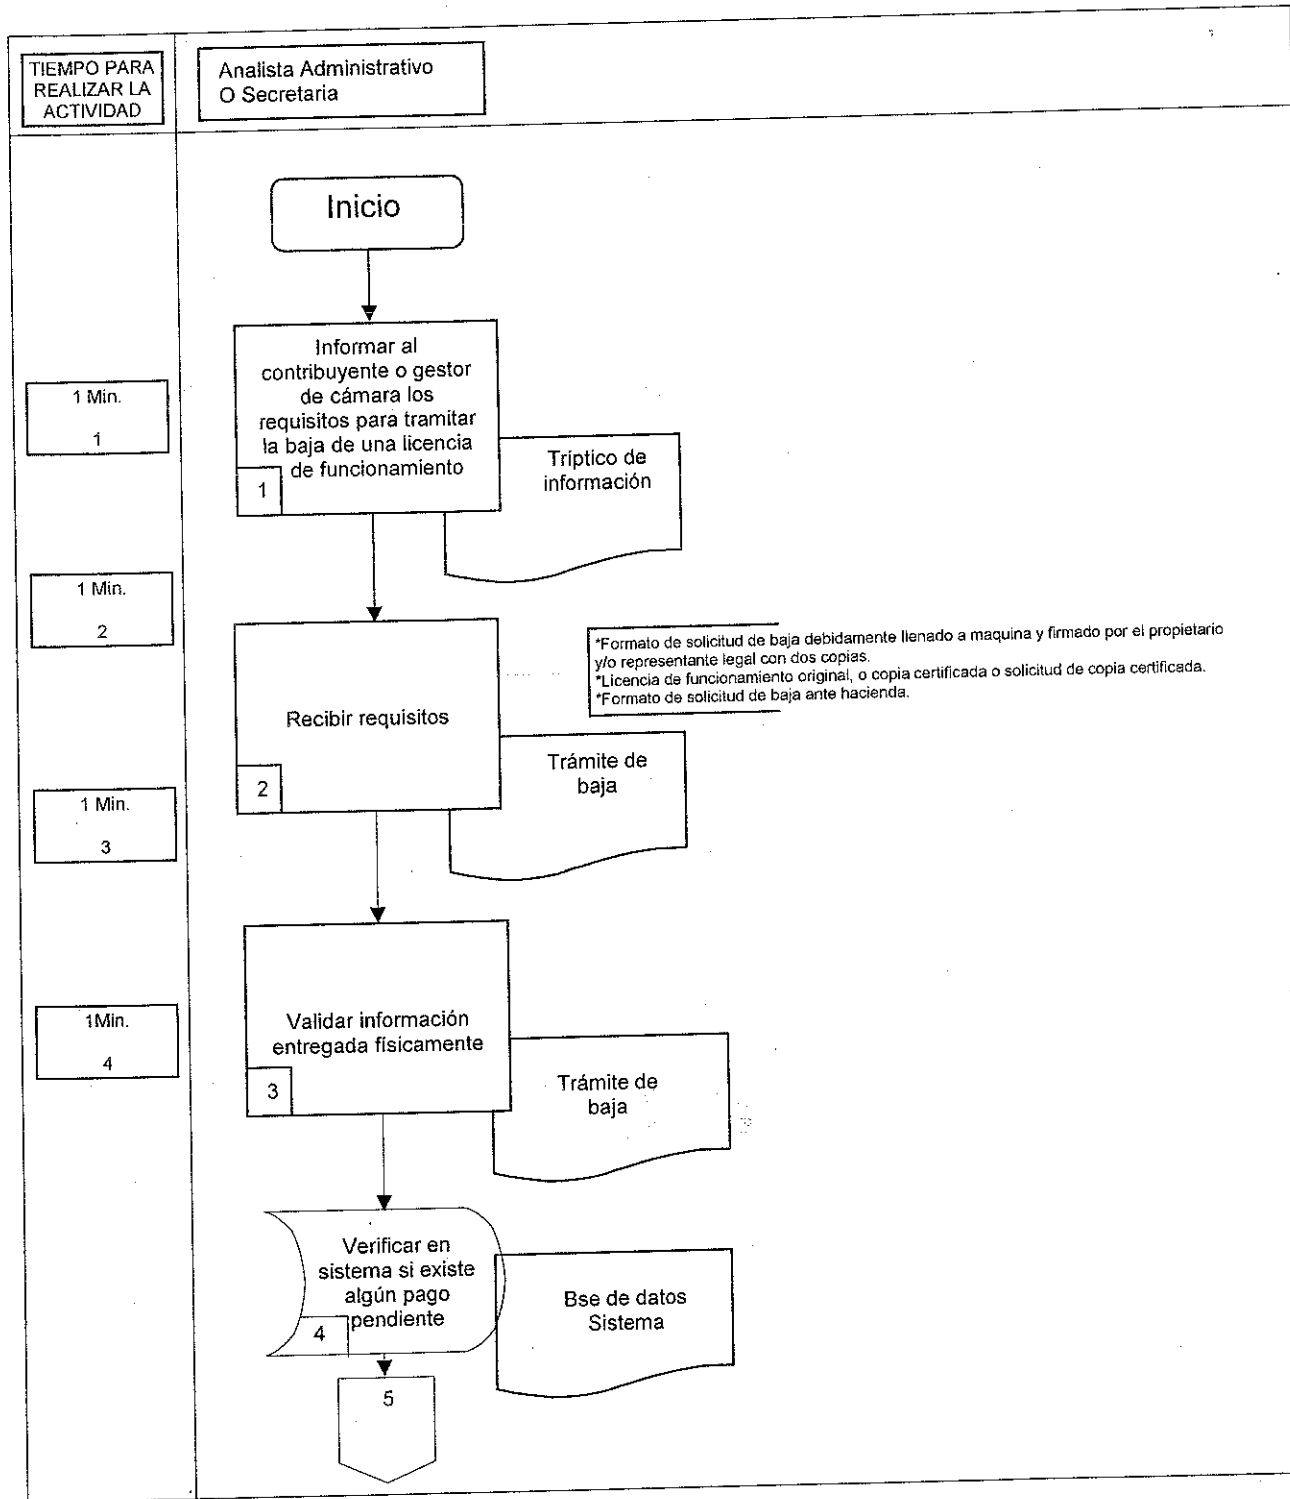 TIEMPO PARA
REALIZAR LA
ACTIVIDAD
Analista Administrativo
O Secretaria
Inicio
1 Min.
1
Informar al
contribuyente o gestor
de cámara los
requisitos para tramitar
la baja de una licencia
de funcionamiento
1
Tríptico de
información
1 Min.
2
Recibir requisitos
2
*Formato de solicitud de baja debidamente llenado a maquina y firmado por el propietario
y/o representante legal con dos copias.
*Licencia de funcionamiento original, o copia certificada o solicitud de copia certificada.
*Formato de solicitud de baja ante hacienda.
Trámite de
baja
1 Min.
3
Validar información
entregada físicamente
3
Trámite de
baja
1Min.
4
Verificar en
sistema si existe
algún pago
pendiente
4
Bse de datos
Sistema
5